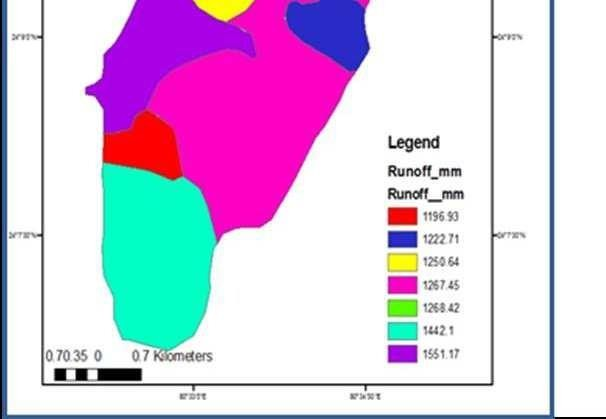 Legend
Runoff_mm
Runoff__mm
1196.93
1222.71
1250.64
1267.45
1268.42
1442.1
1551.17
0.70.35 0 0.7 Kilometers